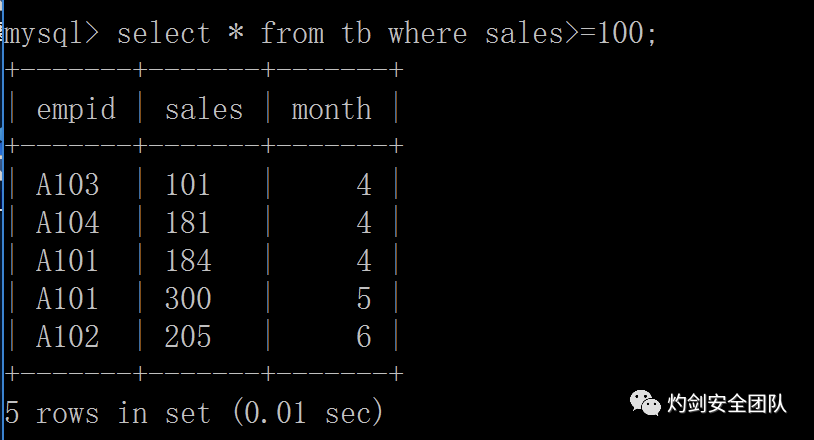 mysql> select * from tb where sales>=100;
+-------+-------+-------+
| empid | sales | month |
+-------+-------+-------+
| A103  | 101   |     4 |
| A104  | 181   |     4 |
| A101  | 184   |     4 |
| A101  | 300   |     5 |
| A102  | 205   |     6 |
+-------+-------+-------+
5 rows in set (0.01 sec)
灼剑安全团队